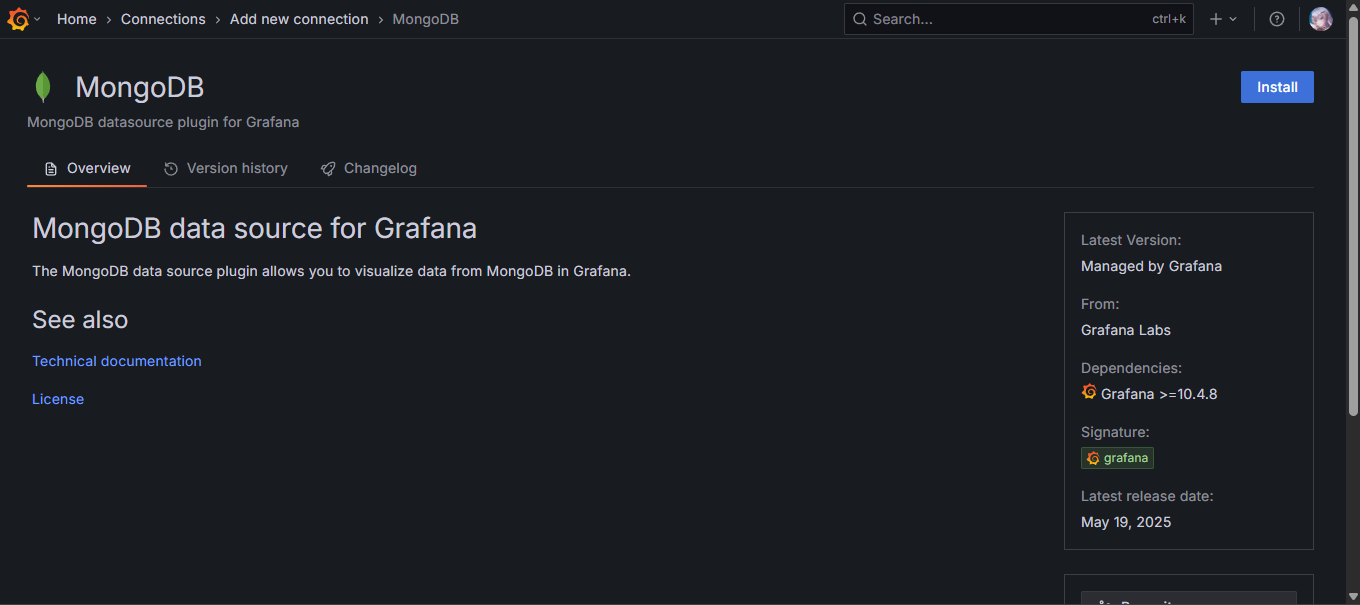 Home › Connections › Add new connection › MongoDB
Search... ctrl+k
MongoDB
Install
MongoDB datasource plugin for Grafana
Overview Version history Changelog
MongoDB data source for Grafana
The MongoDB data source plugin allows you to visualize data from MongoDB in Grafana.
See also
Technical documentation
License
Latest Version:
Managed by Grafana
From:
Grafana Labs
Dependencies:
Grafana >=10.4.8
Signature:
grafana
Latest release date:
May 19, 2025